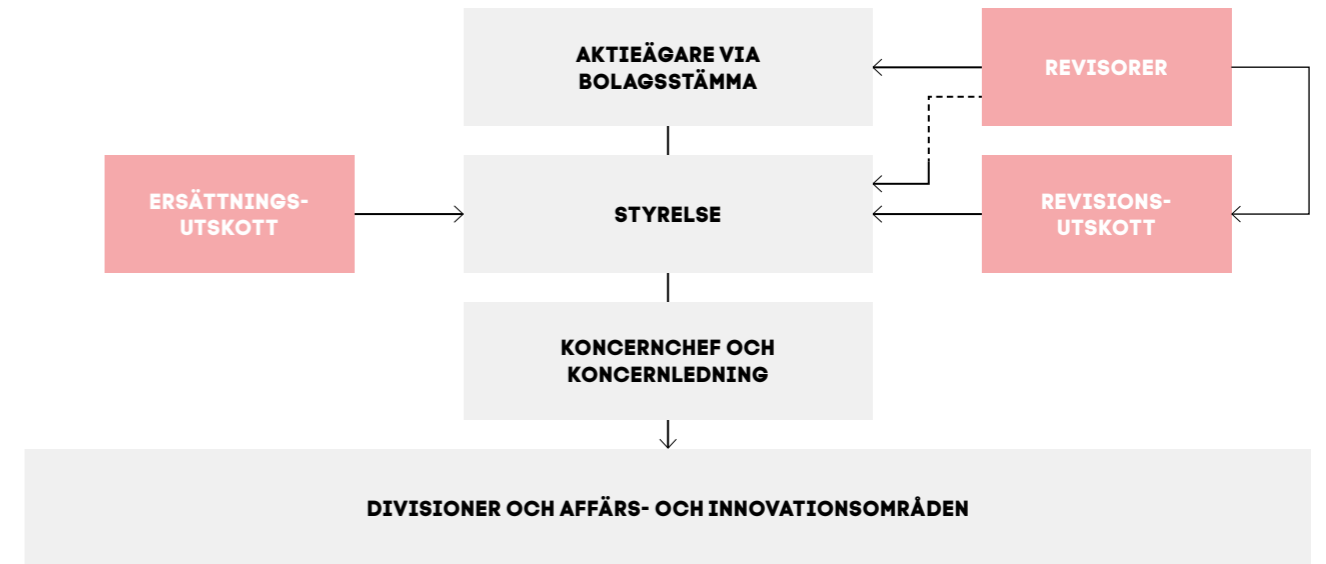 AKTIEÄGARE VIA
BOLAGSSTÄMMA
REVISORER
ERSÄTTNINGS-
UTSKOTT
STYRELSE
REVISIONS-
UTSKOTT
KONCERNCHEF OCH
KONCERNLEDNING
DIVISIONER OCH AFFÄRS- OCH INNOVATIONSOMRÅDEN